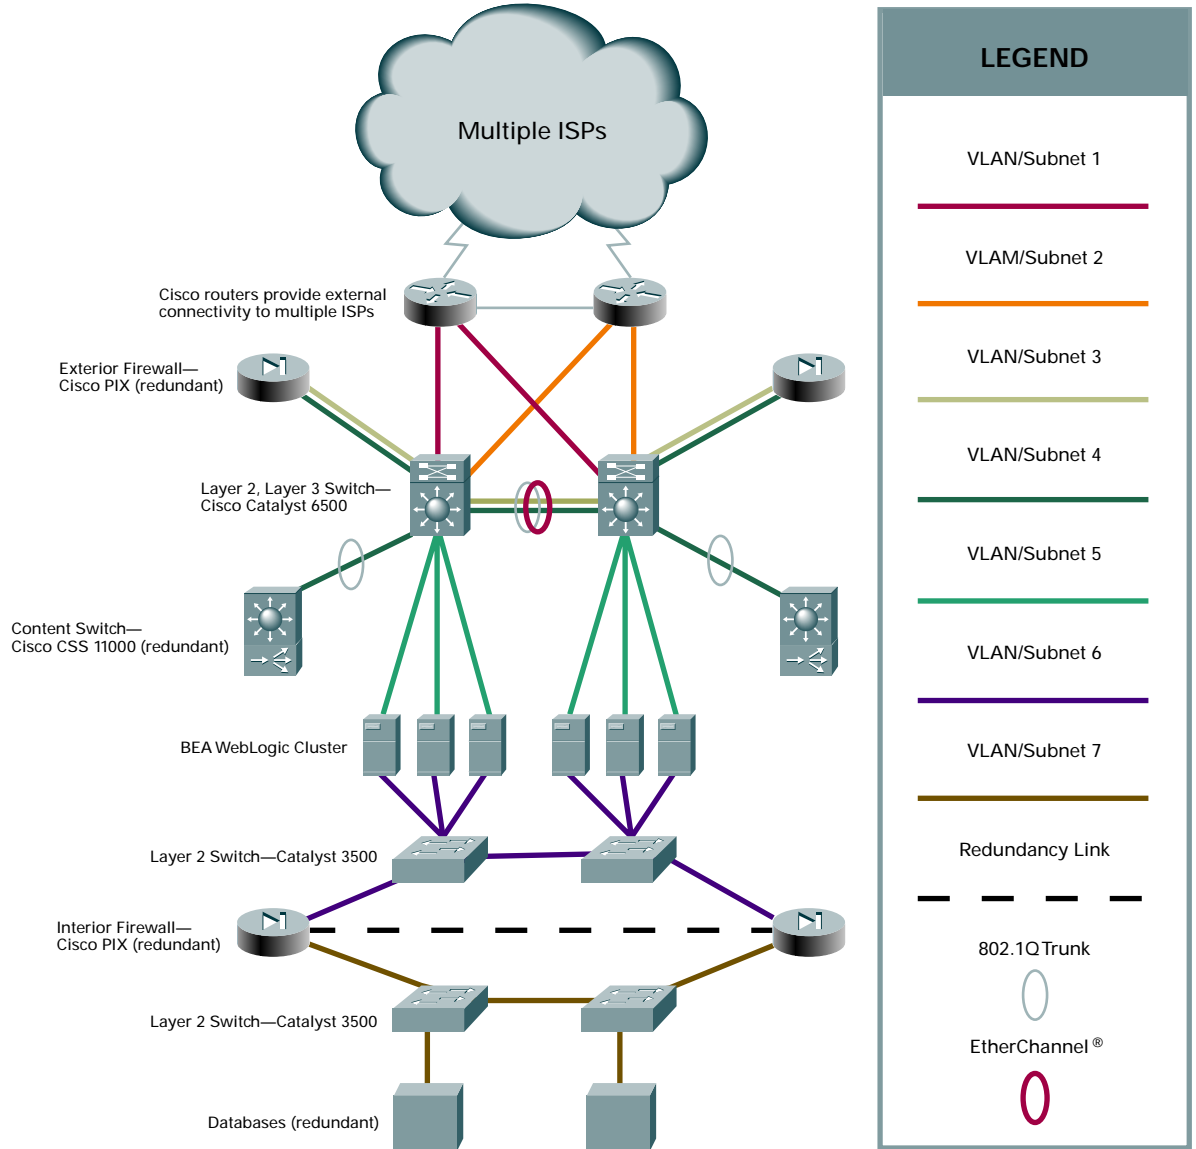 Multiple ISPs
Cisco routers provide external
connectivity to multiple ISPs
Exterior Firewall—
Cisco PIX (redundant)
Layer 2, Layer 3 Switch—
Cisco Catalyst 6500
Content Switch—
Cisco CSS 11000 (redundant)
BEA WebLogic Cluster
Layer 2 Switch—Catalyst 3500
Interior Firewall—
Cisco PIX (redundant)
Layer 2 Switch—Catalyst 3500
Databases (redundant)
LEGEND
VLAN/Subnet 1
VLAM/Subnet 2
VLAN/Subnet 3
VLAN/Subnet 4
VLAN/Subnet 5
VLAN/Subnet 6
VLAN/Subnet 7
Redundancy Link
802.1Q Trunk
EtherChannel ®